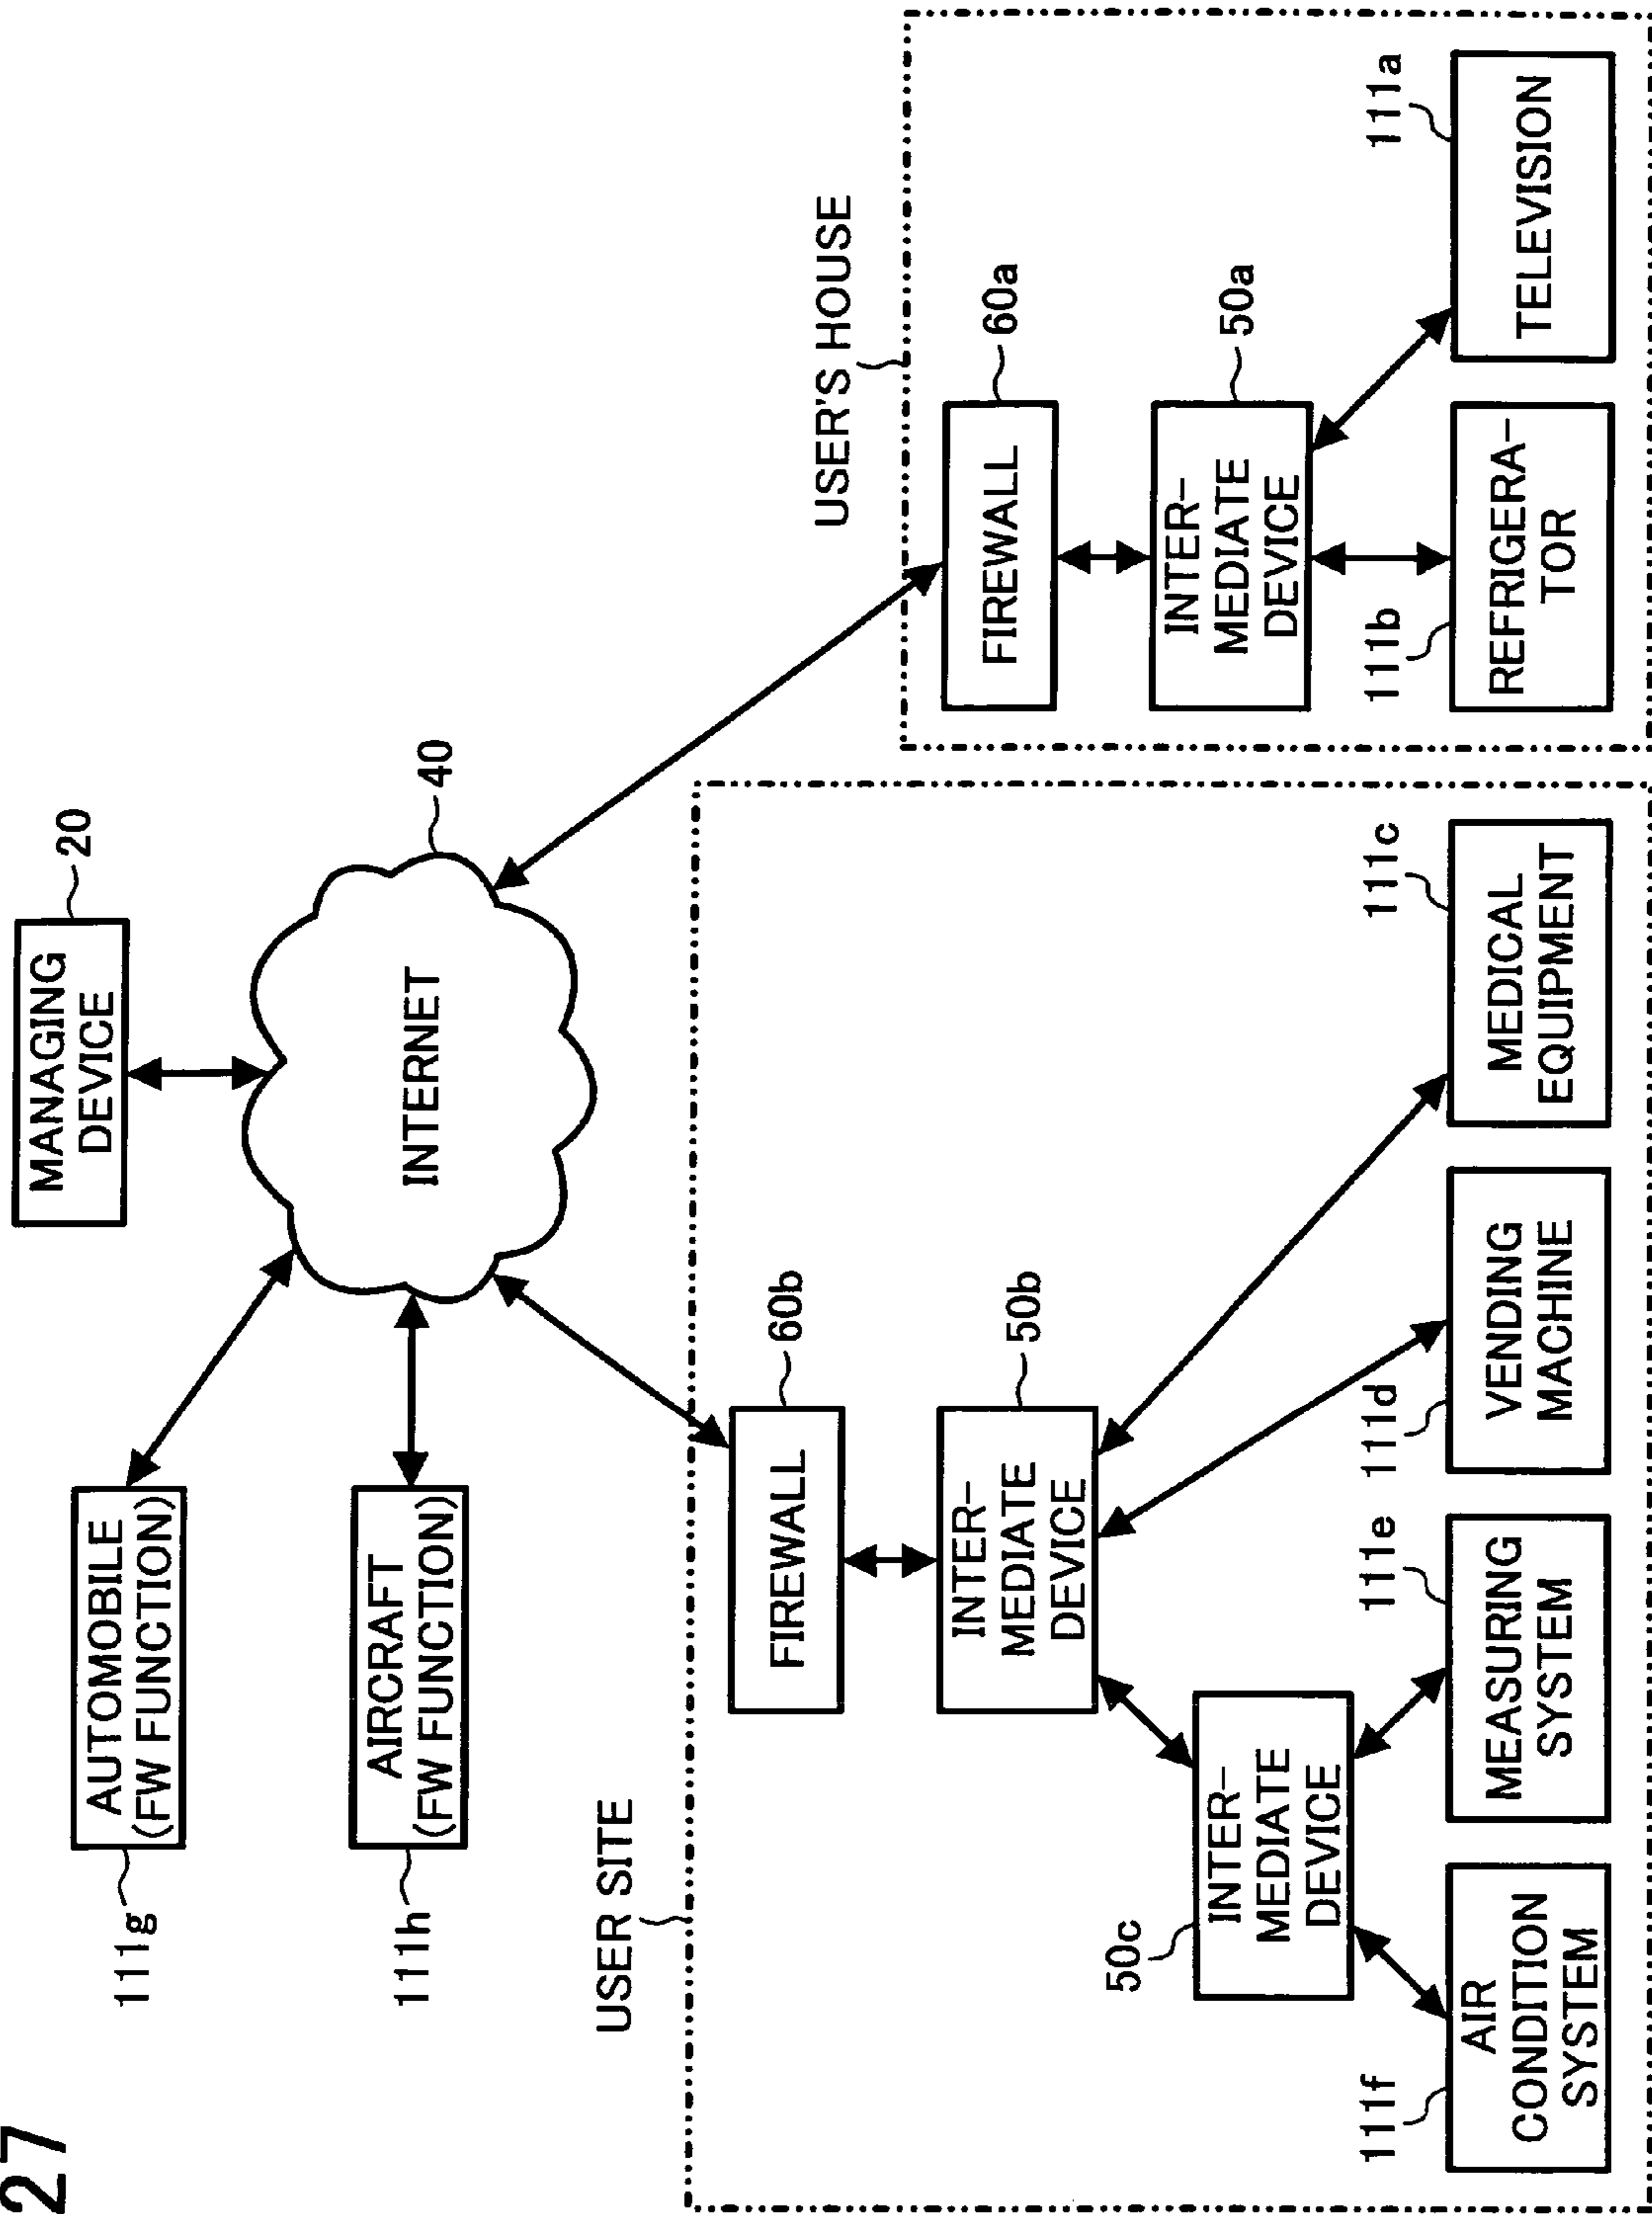 27
MANAGING
DEVICE
20
AUTOMOBILE
(FW FUNCTION)
111g
AIRCRAFT
(FW FUNCTION)
111h
INTERNET
40
USER SITE
USER'S HOUSE
FIREWALL
60b
INTER-
MEDIATE
DEVICE
50b
INTER-
MEDIATE
DEVICE
50c
FIREWALL
60a
INTER-
MEDIATE
DEVICE
50a
111f
AIR
CONDITION
SYSTEM
111e
MEASURING
SYSTEM
111d
VENDING
MACHINE
111c
MEDICAL
EQUIPMENT
111b
REFRIGERA-
TOR
111a
TELEVISION